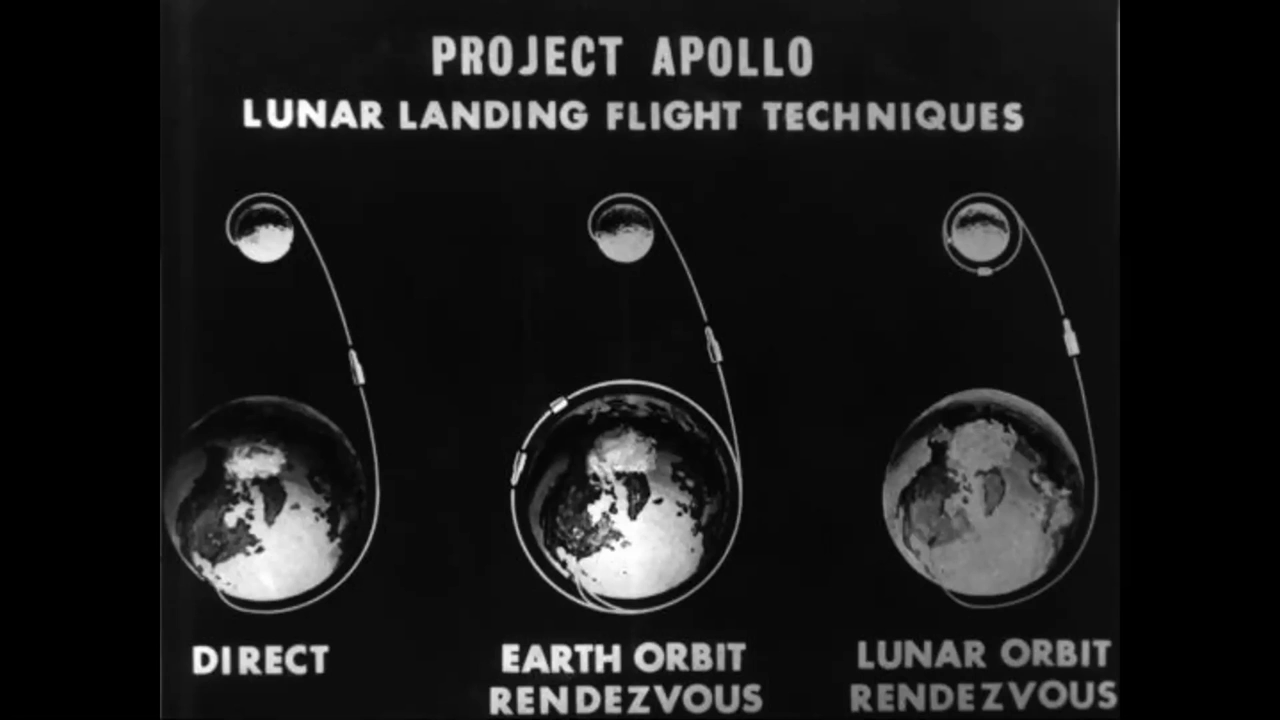 PROJECT APOLLO
LUNAR LANDING FLIGHT TECHNIQUES
DIRECT
EARTH ORBIT
RENDEZVOUS
LUNAR ORBIT
RENDEZVOUS